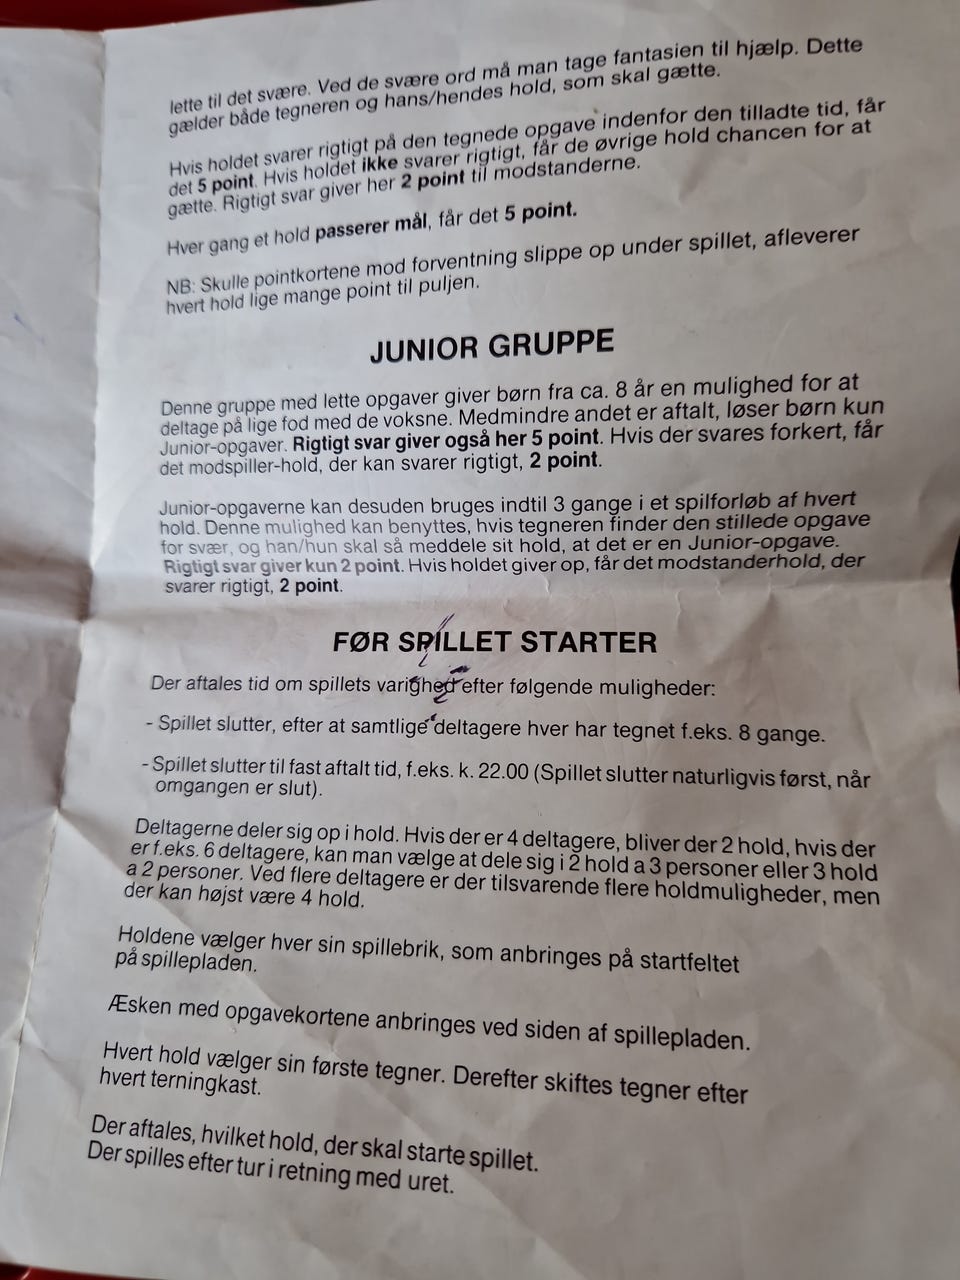 lette til det svære. Ved de svære ord må man tage fantasien til hjælp. Dette
gælder både tegneren og hans/hendes hold, som skal gætte.
Hvis holdet svarer rigtigt på den tegnede opgave indenfor den tilladte tid, får
det 5 point. Hvis holdet ikke svarer rigtigt, får de øvrige hold chancen for at
gætte. Rigtigt svar giver her 2 point til modstanderne.
Hver gang et hold passerer mål, får det 5 point.
NB: Skulle pointkortene mod forventning slippe op under spillet, afleverer
hvert hold lige mange point til puljen.
JUNIOR GRUPPE
Denne gruppe med lette opgaver giver børn fra ca. 8 år en mulighed for at
deltage på lige fod med de voksne. Medmindre andet er aftalt, løser børn kun
Junior-opgaver. Rigtigt svar giver også her 5 point. Hvis der svares forkert, får
det modspiller-hold, der kan svarer rigtigt, 2 point.
Junior-opgaverne kan desuden bruges indtil 3 gange i et spilforløb af hvert
hold. Denne mulighed kan benyttes, hvis tegneren finder den stillede opgave
for svær, og han/hun skal så meddele sit hold, at det er en Junior-opgave.
Rigtigt svar giver kun 2 point. Hvis holdet giver op, får det modstanderhold, der
svarer rigtigt, 2 point.
FØR SPILLET STARTER
Der aftales tid om spillets varighed efter følgende muligheder:
- Spillet slutter, efter at samtlige deltagere hver har tegnet f.eks. 8 gange.
- Spillet slutter til fast aftalt tid, f.eks. k. 22.00 (Spillet slutter naturligvis først, når
omgangen er slut).
Deltagerne deler sig op i hold. Hvis der er 4 deltagere, bliver der 2 hold, hvis der
er f.eks. 6 deltagere, kan man vælge at dele sig i 2 hold a 3 personer eller 3 hold
a 2 personer. Ved flere deltagere er der tilsvarende flere holdmuligheder, men
der kan højst være 4 hold.
Holdene vælger hver sin spillebrik, som anbringes på startfeltet
på spillepladen.
Æsken med opgavekortene anbringes ved siden af spillepladen.
Hvert hold vælger sin første tegner. Derefter skiftes tegner efter
hvert terningkast.
Der aftales, hvilket hold, der skal starte spillet.
Der spilles efter tur i retning med uret.